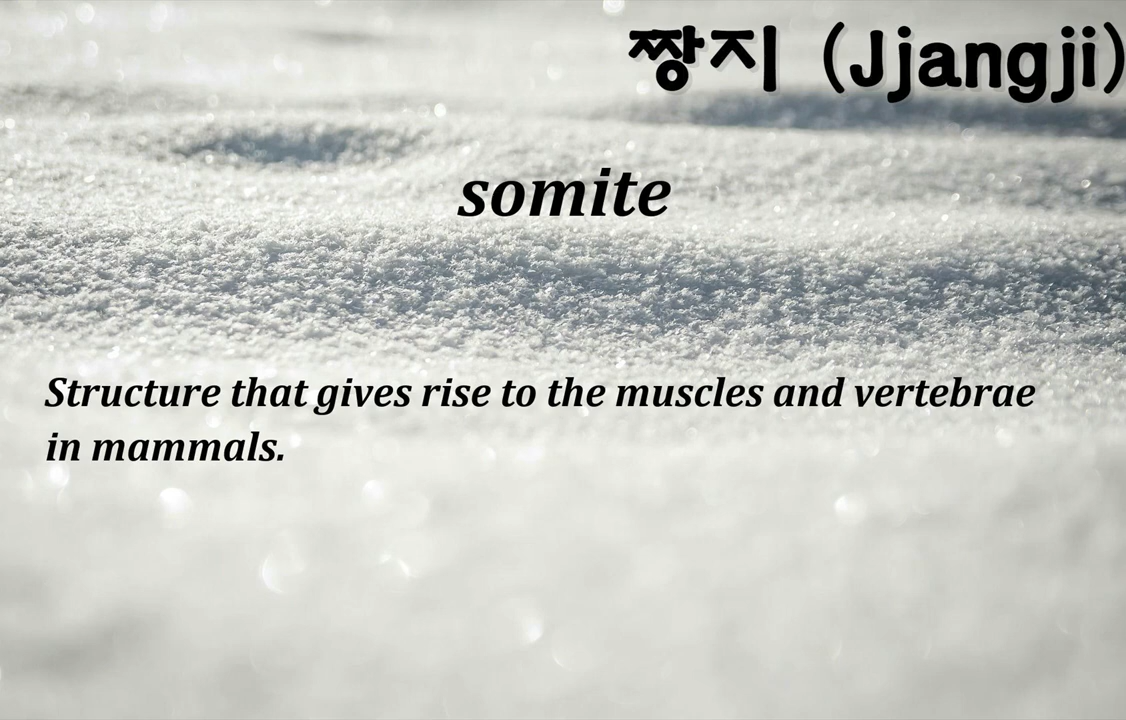 짱지 (Jjangji)
somite
Structure that gives rise to the muscles and vertebrae
in mammals.